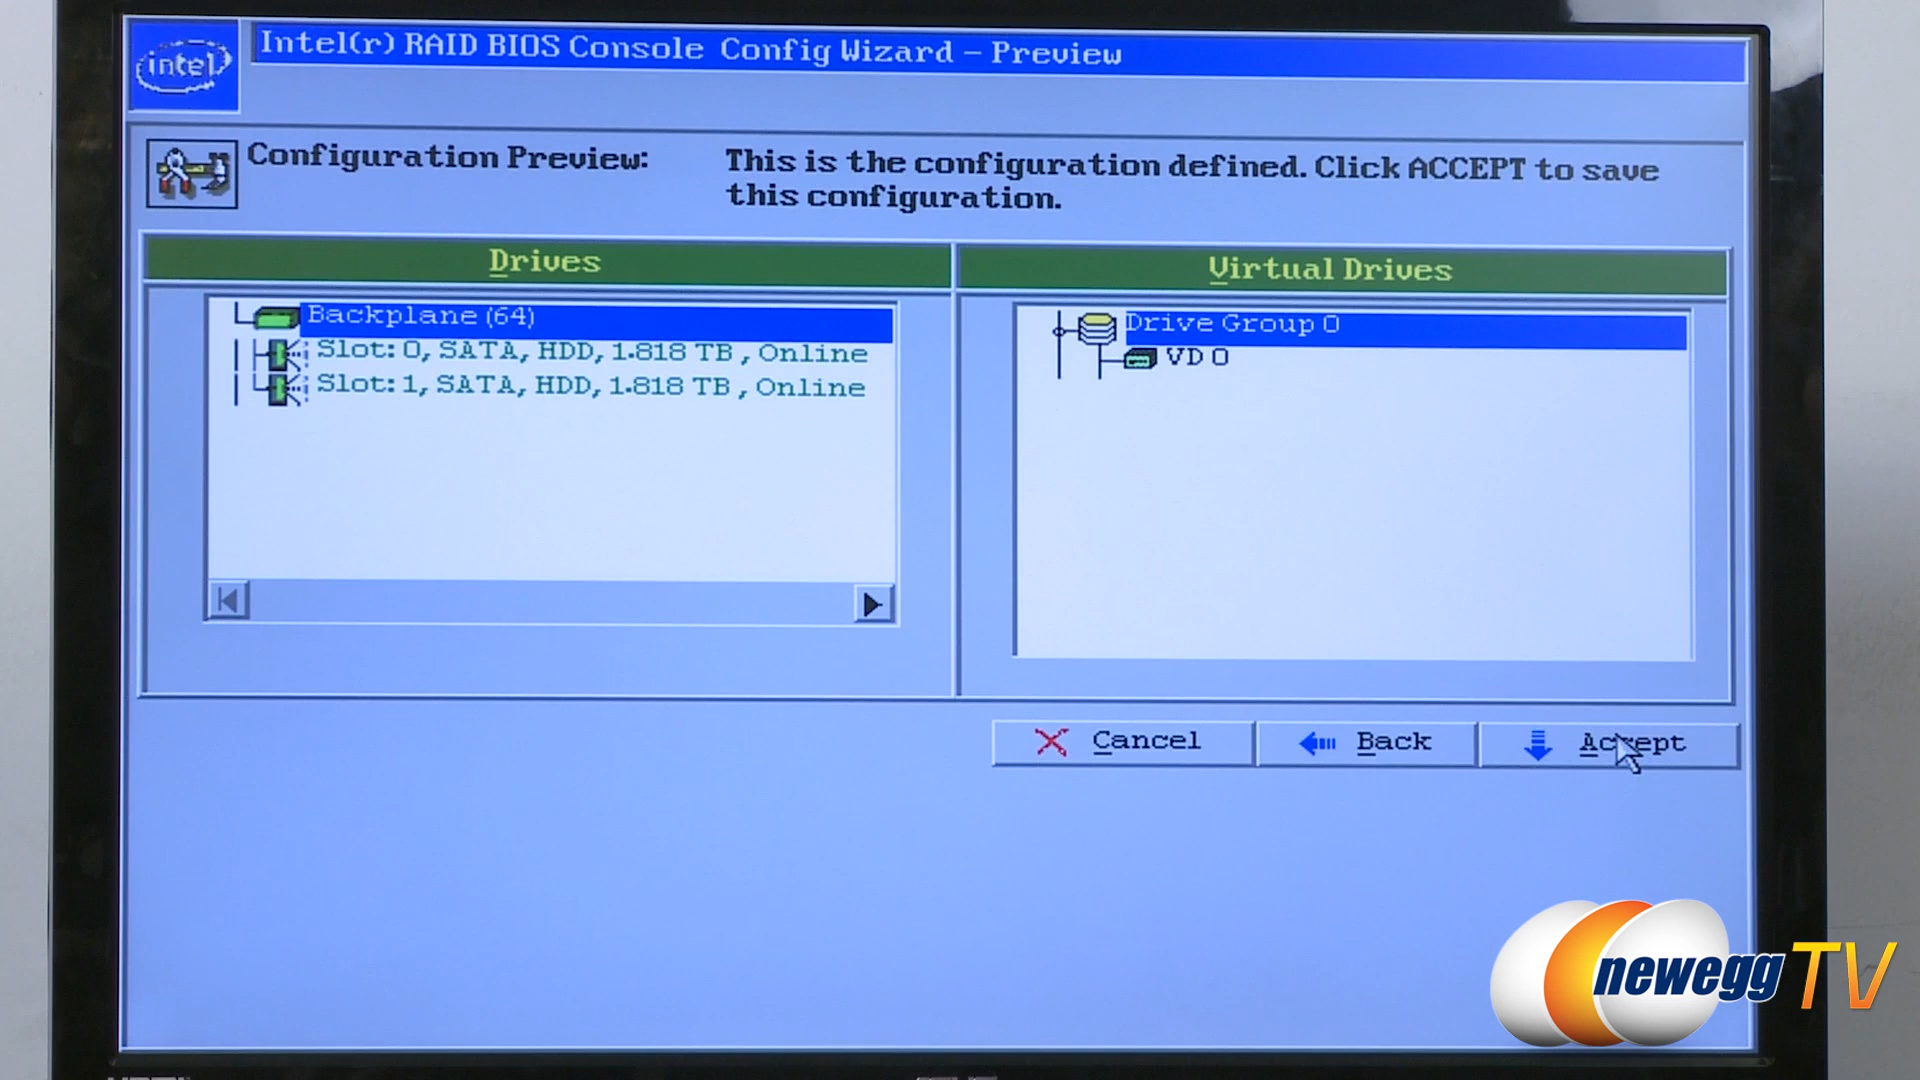 intel
Intel(r) RAID BIOS Console Config Wizard - Preview
Configuration Preview:
This is the configuration defined. Click ACCEPT to save
this configuration.
Drives
Virtual Drives
Backplane (64)
Slot: 0, SATA, HDD, 1.818 TB , Online
Slot: 1, SATA, HDD, 1.818 TB , Online
Drive Group 0
VD 0
Cancel
Back
Accept
newegg TV